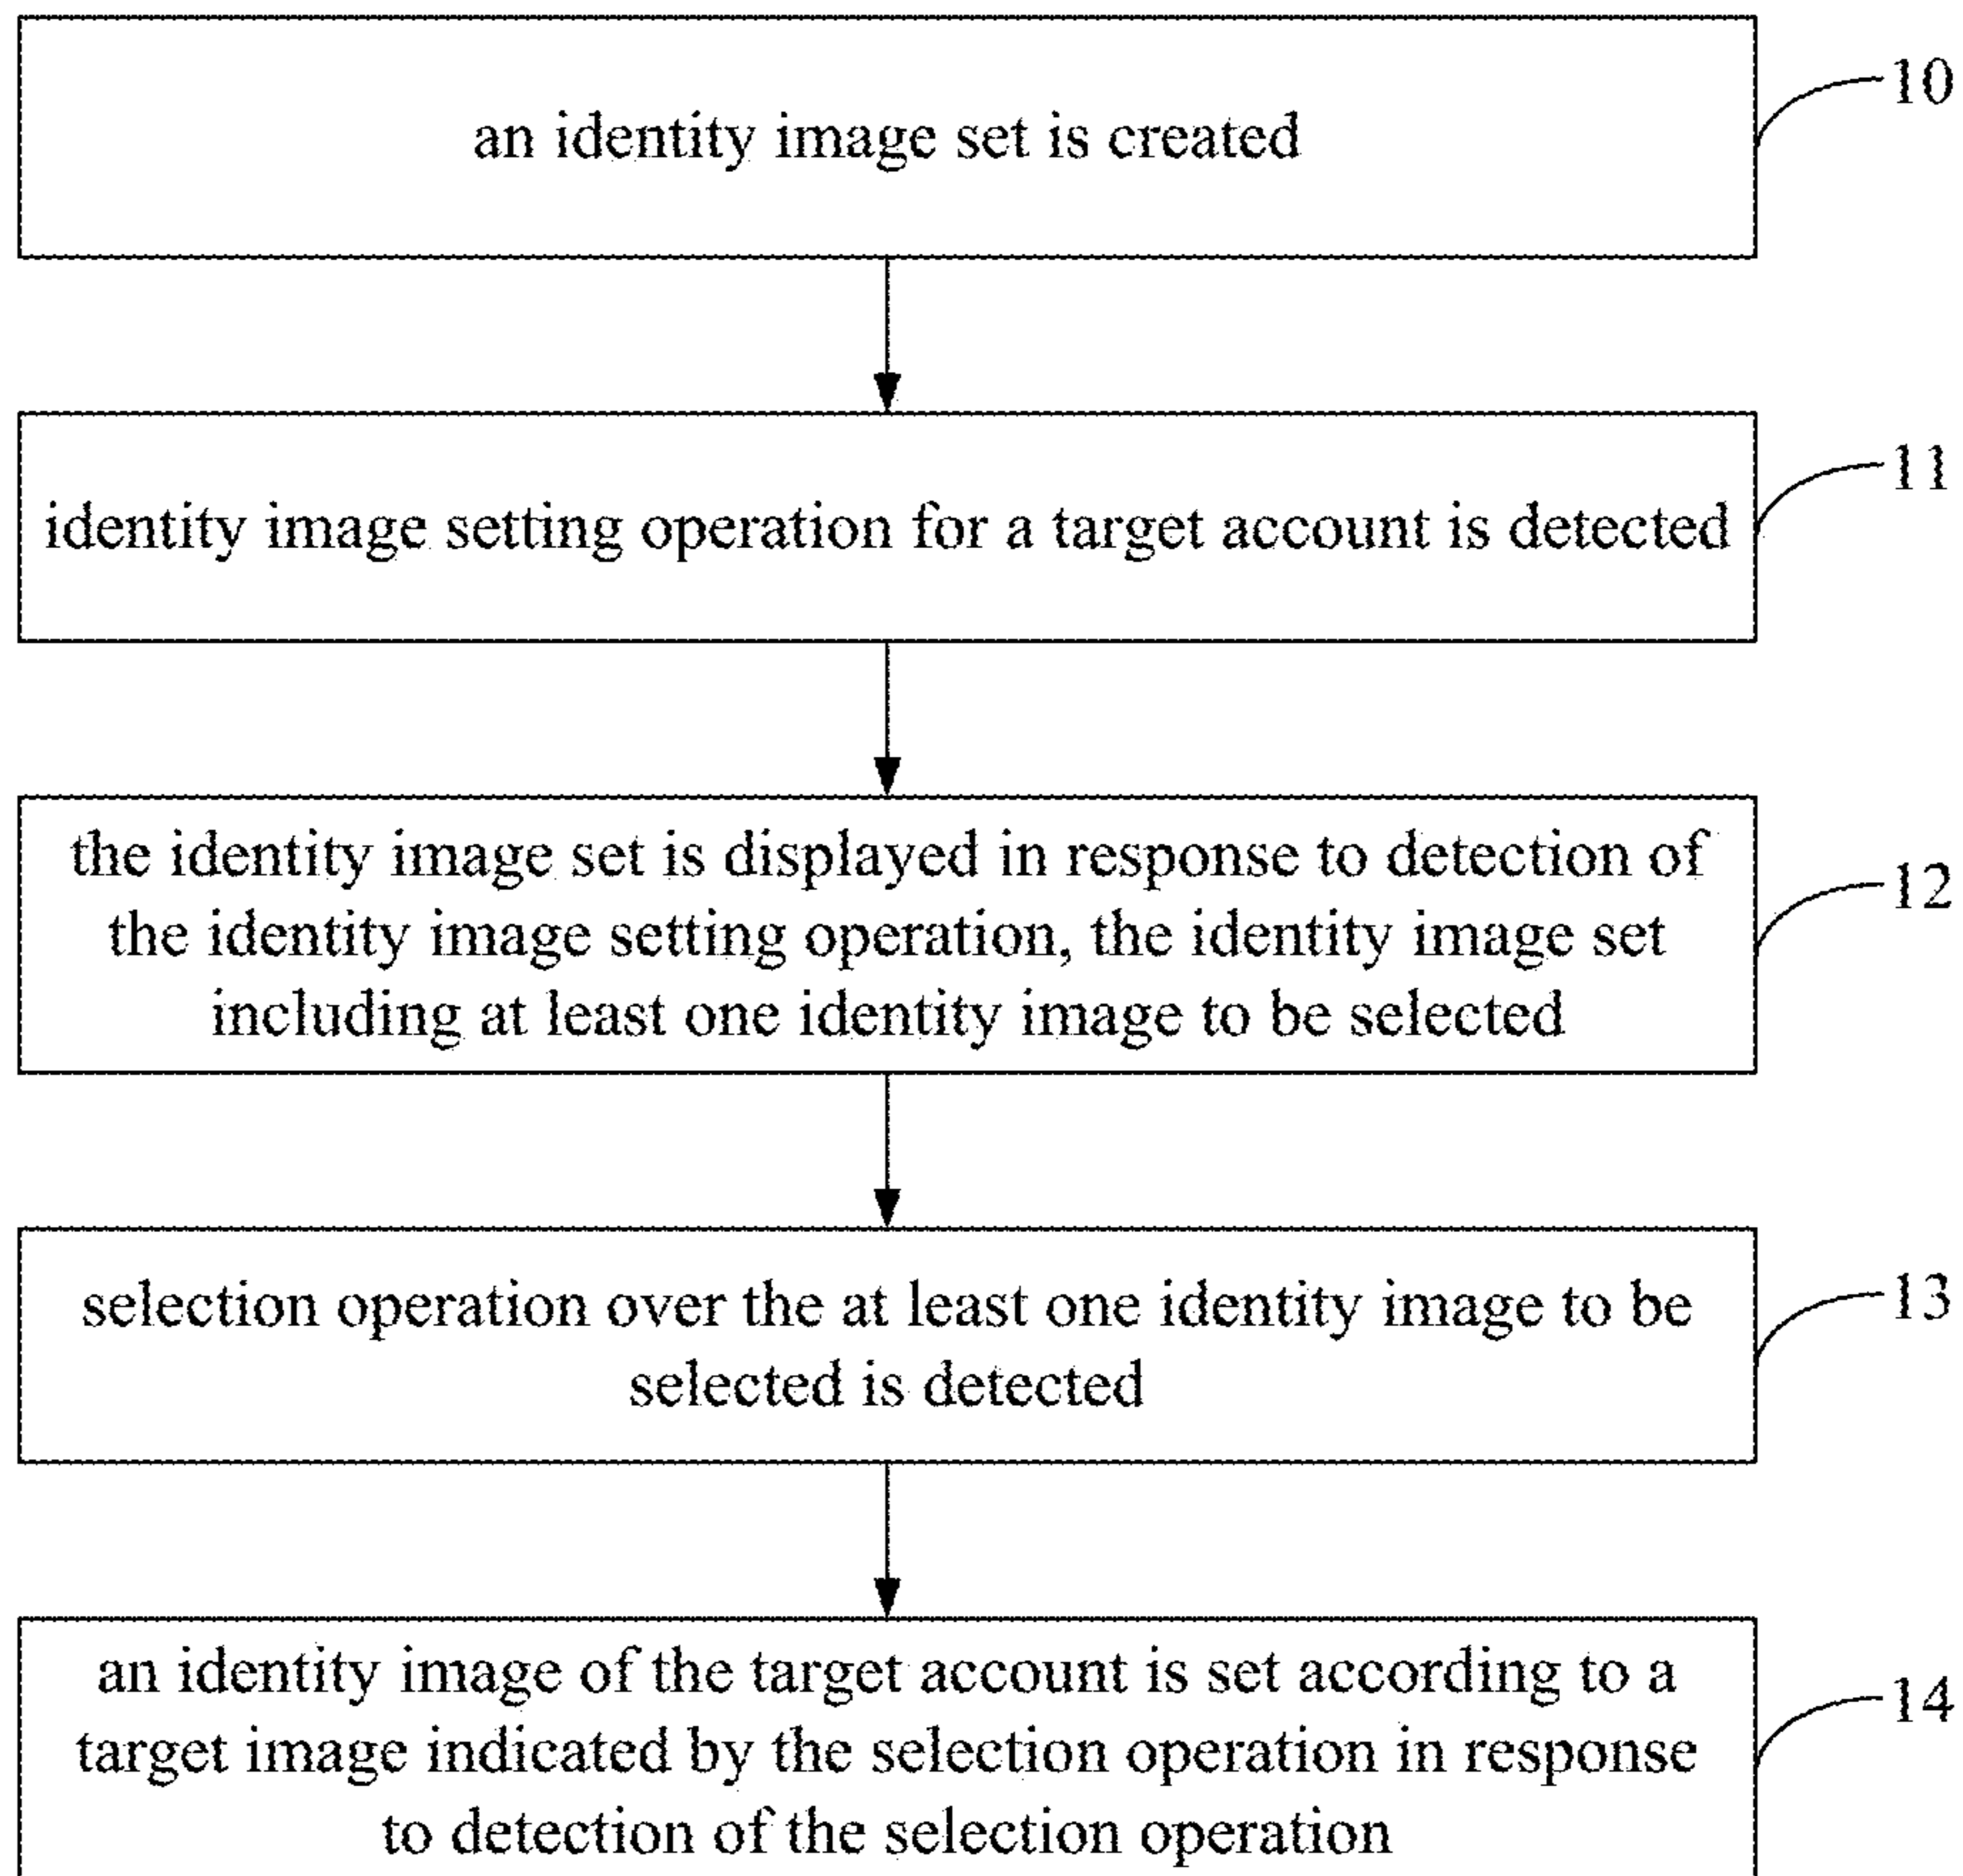 an identity image set is created
10
identity image setting operation for a target account is detected
11
the identity image set is displayed in response to detection of
the identity image setting operation, the identity image set
including at least one identity image to be selected
12
selection operation over the at least one identity image to be
selected is detected
13
an identity image of the target account is set according to a
target image indicated by the selection operation in response
to detection of the selection operation
14